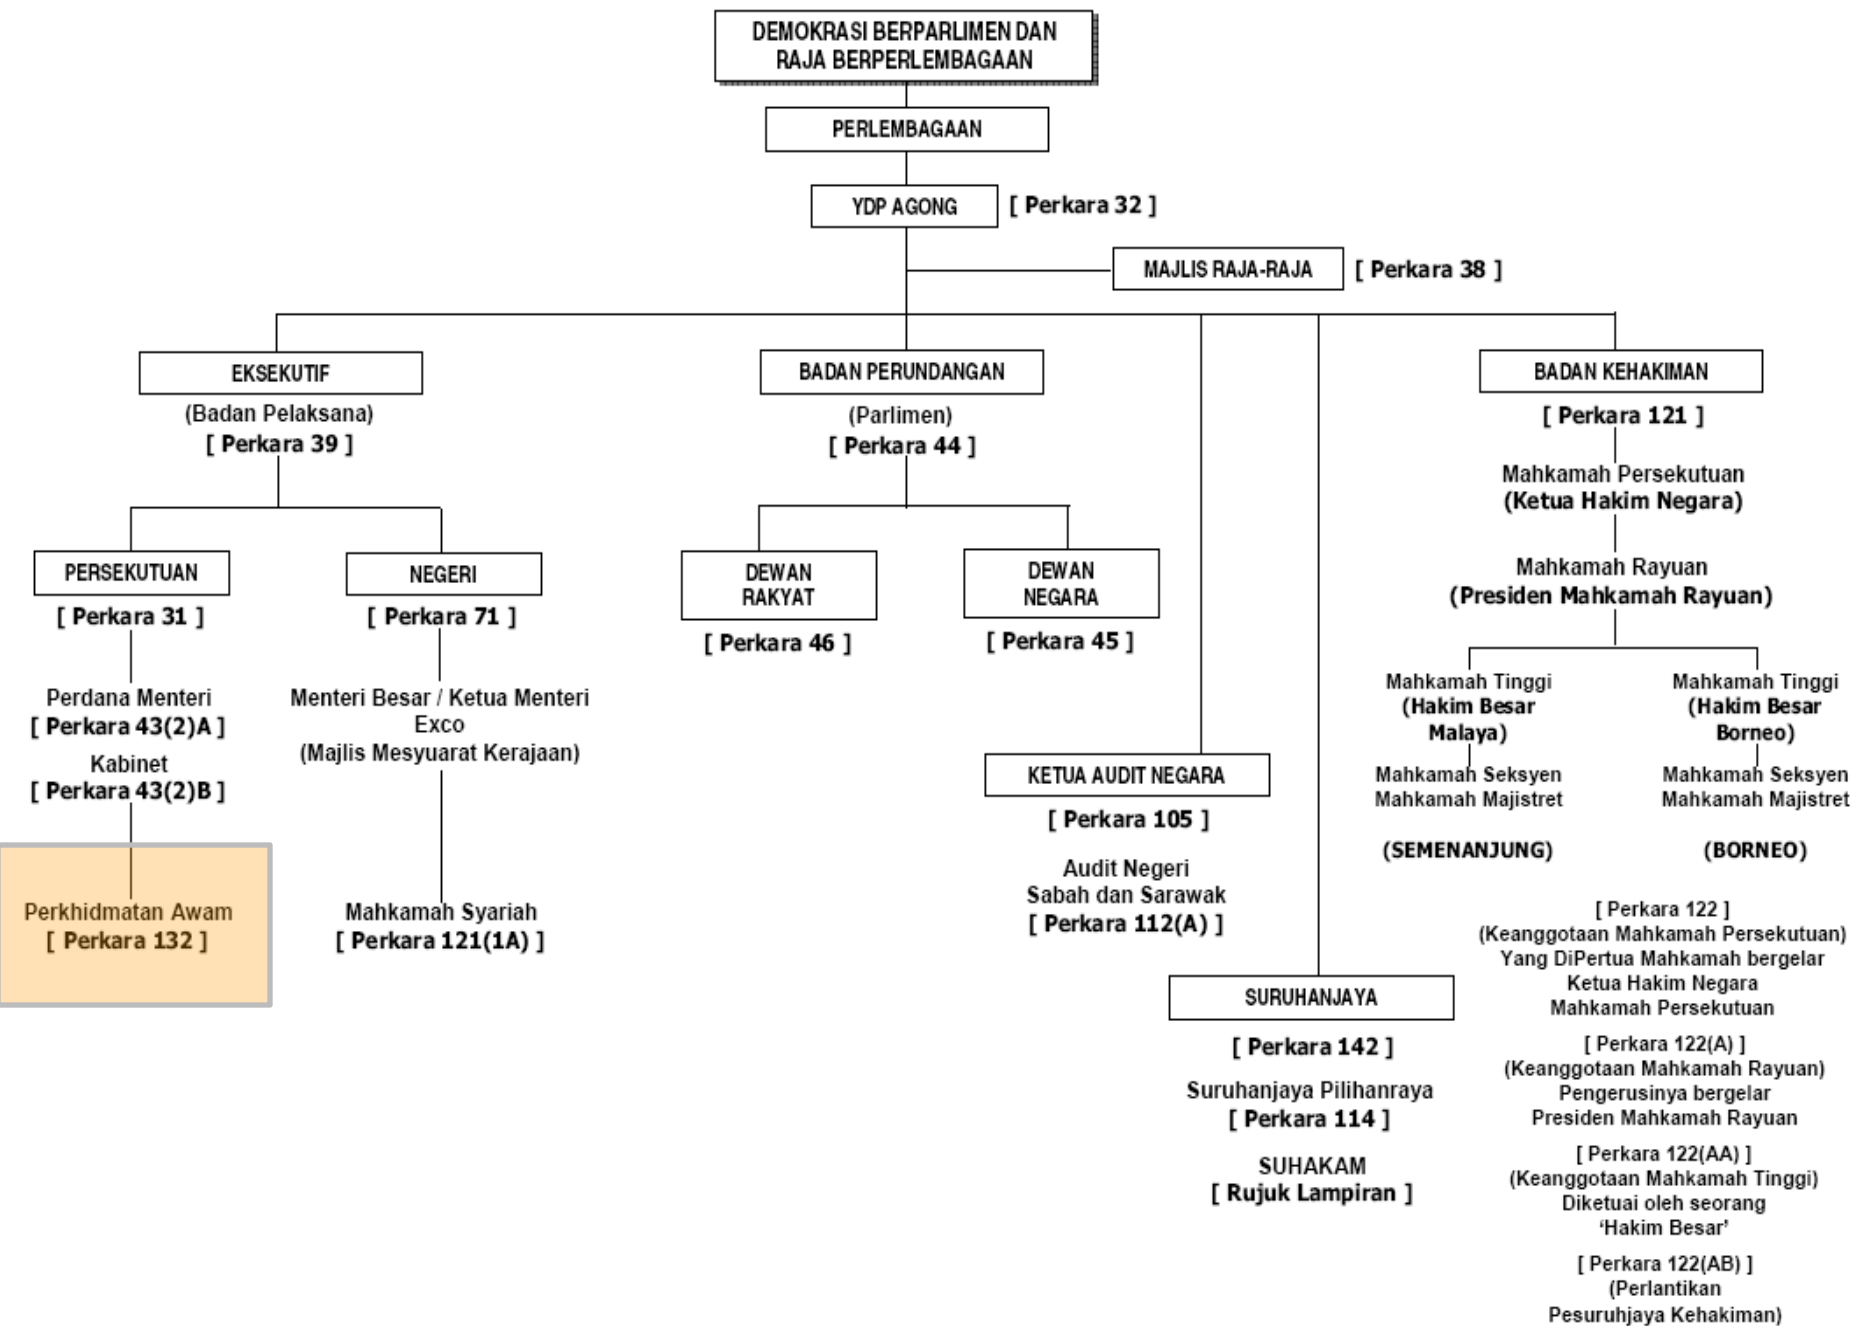 DEMOKRASI BERPARLIMEN DAN
RAJA BERPERLEMBAGAAN
PERLEMBAGAAN
YDP AGONG
[ Perkara 32 ]
MAJLIS RAJA-RAJA
[ Perkara 38 ]
EKSEKUTIF
(Badan Pelaksana)
[ Perkara 39 ]
PERSEKUTUAN
[ Perkara 31 ]
Perdana Menteri
[ Perkara 43(2)A ]
Kabinet
[ Perkara 43(2)B ]
Perkhidmatan Awam
[ Perkara 132 ]
NEGERI
[ Perkara 71 ]
Menteri Besar / Ketua Menteri
Exco
(Majlis Mesyuarat Kerajaan)
Mahkamah Syariah
[ Perkara 121(1A) ]
BADAN PERUNDANGAN
(Parlimen)
[ Perkara 44 ]
DEWAN
RAKYAT
[ Perkara 46 ]
DEWAN
NEGARA
[ Perkara 45 ]
KETUA AUDIT NEGARA
[ Perkara 105 ]
Audit Negeri
Sabah dan Sarawak
[ Perkara 112(A) ]
SURUHANJAYA
[ Perkara 142 ]
Suruhanjaya Pilihanraya
[ Perkara 114 ]
SUHAKAM
[ Rujuk Lampiran ]
BADAN KEHAKIMAN
[ Perkara 121 ]
Mahkamah Persekutuan
(Ketua Hakim Negara)
Mahkamah Rayuan
(Presiden Mahkamah Rayuan)
Mahkamah Tinggi
(Hakim Besar
Malaya)
Mahkamah Seksyen
Mahkamah Majistret
(SEMENANJUNG)
Mahkamah Tinggi
(Hakim Besar
Borneo)
Mahkamah Seksyen
Mahkamah Majistret
(BORNEO)
[ Perkara 122 ]
(Keanggotaan Mahkamah Persekutuan)
Yang DiPertua Mahkamah bergelar
Ketua Hakim Negara
Mahkamah Persekutuan
[ Perkara 122(A) ]
(Keanggotaan Mahkamah Rayuan)
Pengerusinya bergelar
Presiden Mahkamah Rayuan
[ Perkara 122(AA) ]
(Keanggotaan Mahkamah Tinggi)
Diketuai oleh seorang
‘Hakim Besar’
[ Perkara 122(AB) ]
(Perlantikan
Pesuruhjaya Kehakiman)